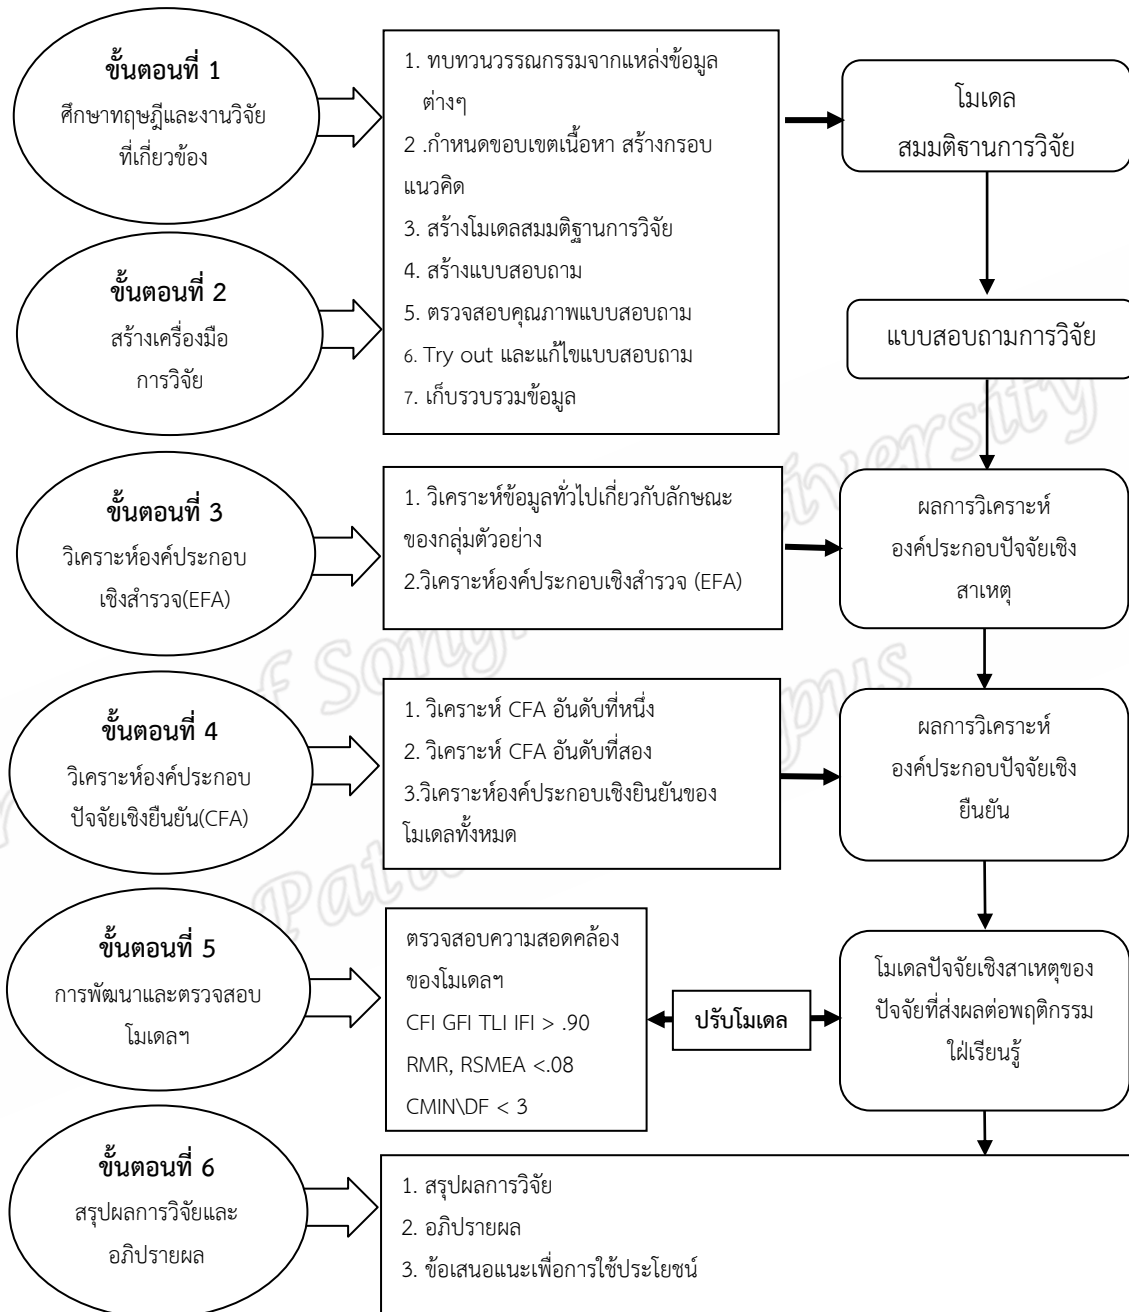 ขั้นตอนที่ 1
ศึกษาทฤษฎีและงานวิจัย
ที่เกี่ยวข้อง
1. ทบทวนวรรณกรรมจากแหล่งข้อมูล
ต่างๆ
2 .กำหนดขอบเขตเนื้อหา สร้างกรอบ
แนวคิด
3. สร้างโมเดลสมมติฐานการวิจัย
4. สร้างแบบสอบถาม
5. ตรวจสอบคุณภาพแบบสอบถาม
6. Try out และแก้ไขแบบสอบถาม
7. เก็บรวบรวมข้อมูล
โมเดล
สมมติฐานการวิจัย
ขั้นตอนที่ 2
สร้างเครื่องมือ
การวิจัย
แบบสอบถามการวิจัย
ขั้นตอนที่ 3
วิเคราะห์องค์ประกอบ
เชิงสำรวจ(EFA)
1. วิเคราะห์ข้อมูลทั่วไปเกี่ยวกับลักษณะ
ของกลุ่มตัวอย่าง
2.วิเคราะห์องค์ประกอบเชิงสำรวจ (EFA)
ผลการวิเคราะห์
องค์ประกอบปัจจัยเชิง
สาเหตุ
ขั้นตอนที่ 4
วิเคราะห์องค์ประกอบ
ปัจจัยเชิงยืนยัน(CFA)
1. วิเคราะห์ CFA อันดับที่หนึ่ง
2. วิเคราะห์ CFA อันดับที่สอง
3.วิเคราะห์องค์ประกอบเชิงยินยันของ
โมเดลทั้งหมด
ผลการวิเคราะห์
องค์ประกอบปัจจัยเชิง
ยืนยัน
ขั้นตอนที่ 5
การพัฒนาและตรวจสอบ
โมเดลฯ
ตรวจสอบความสอดคล้อง
ของโมเดลฯ
CFI GFI TLI IFI > .90
RMR, RSMEA <.08
CMIN\DF < 3
ปรับโมเดล
โมเดลปัจจัยเชิงสาเหตุของ
ปัจจัยที่ส่งผลต่อพฤติกรรม
ใฝ่เรียนรู้
ขั้นตอนที่ 6
สรุปผลการวิจัยและ
อภิปรายผล
1. สรุปผลการวิจัย
2. อภิปรายผล
3. ข้อเสนอแนะเพื่อการใช้ประโยชน์